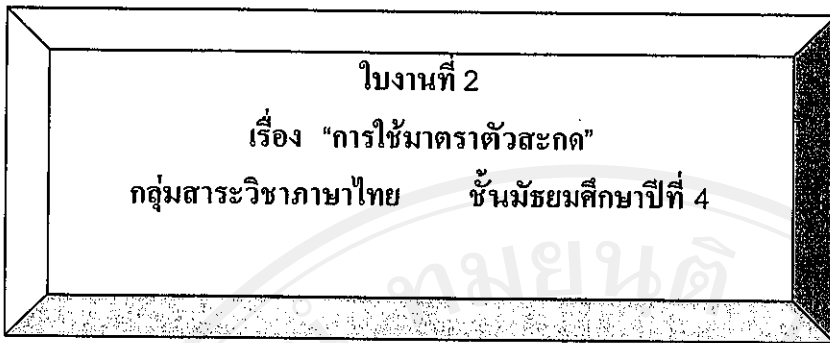 ใบงานที่ 2
เรื่อง "การใช้มาตราตัวสะกด"
กลุ่มสาระวิชาภาษาไทย ชั้นมัธยมศึกษาปีที่ 4